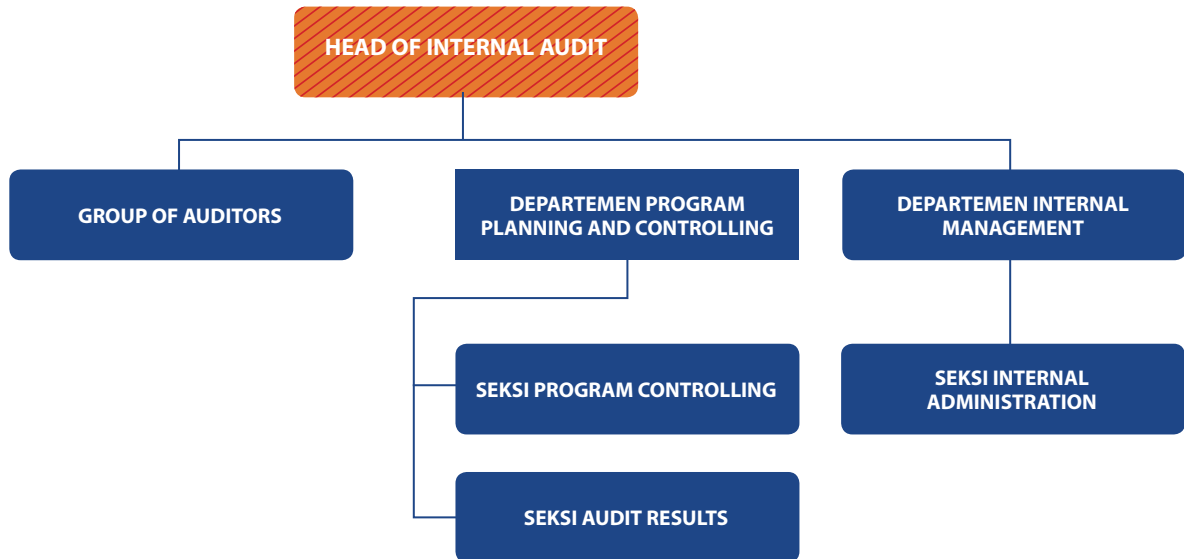 HEAD OF INTERNAL AUDIT
GROUP OF AUDITORS
DEPARTEMEN PROGRAM
PLANNING AND CONTROLLING
DEPARTEMEN INTERNAL
MANAGEMENT
SEKSI PROGRAM CONTROLLING
SEKSI INTERNAL
ADMINISTRATION
SEKSI AUDIT RESULTS